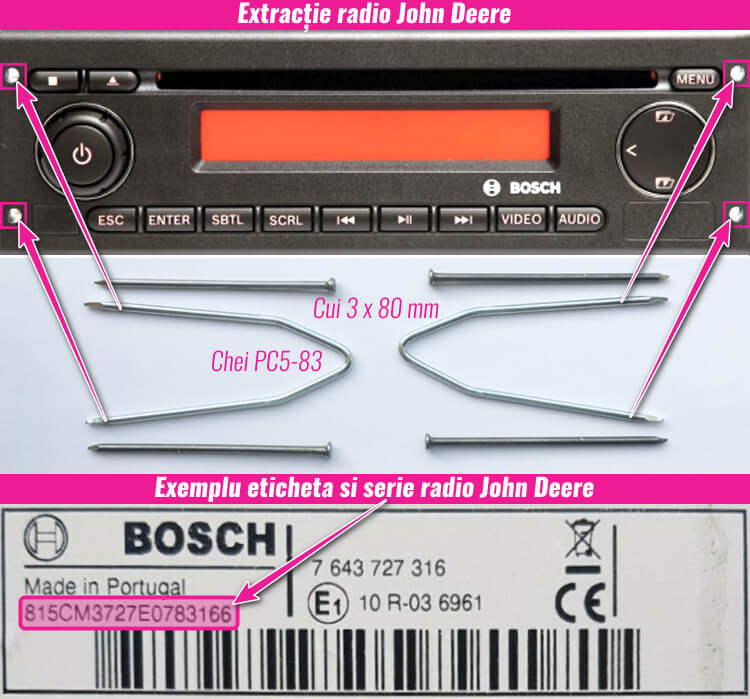 Extracție radio John Deere
MENU
BOSCH
ESC ENTER SBTL SCRL VIDEO AUDIO
Cui 3 x 80 mm
Chei PC5-83
Exemplu eticheta si serie radio John Deere
BOSCH
7 643 727 316
Made in Portugal
815CM3727E0783166
E1 10 R-03 6961
CE